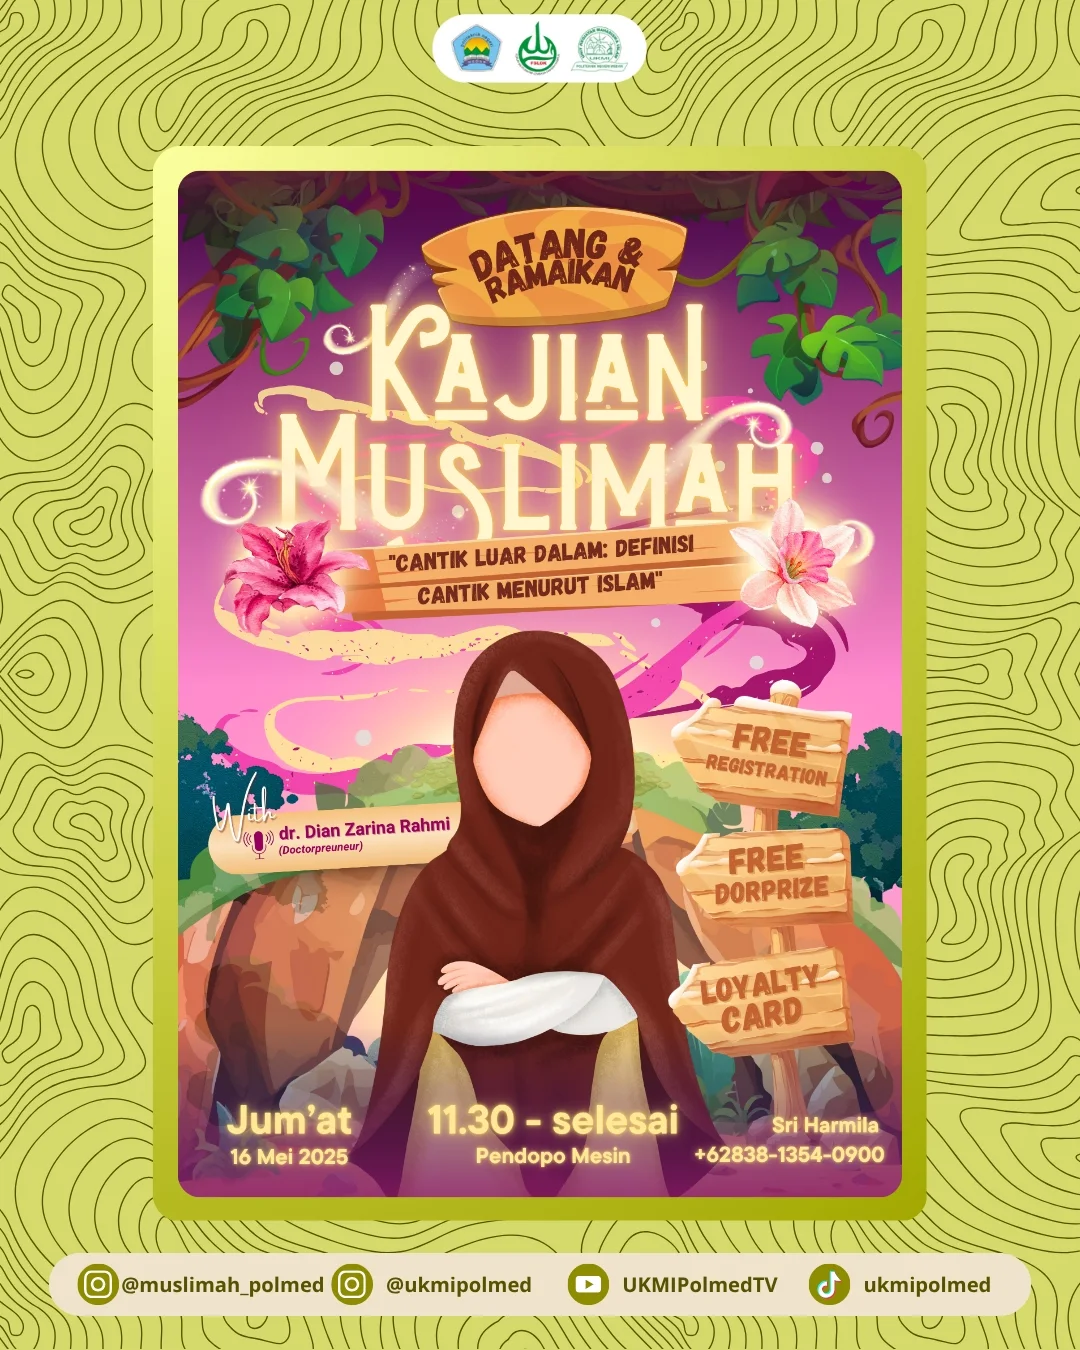 DATANG &
RAMAIKAN
KAJIAN
MUSLIMAH
"CANTIK LUAR DALAM: DEFINISI
CANTIK MENURUT ISLAM"
FREE
REGISTRATION
With
dr. Dian Zarina Rahmi
(Doctorpreuneur)
FREE
DORPRIZE
LOYALTY
CARD
Jum'at
16 Mei 2025
11.30 - selesai
Pendopo Mesin
Sri Harmila
+62838-1354-0900
@muslimah_polmed
@ukmipolmed
UKMIPolmedTV
ukmipolmed